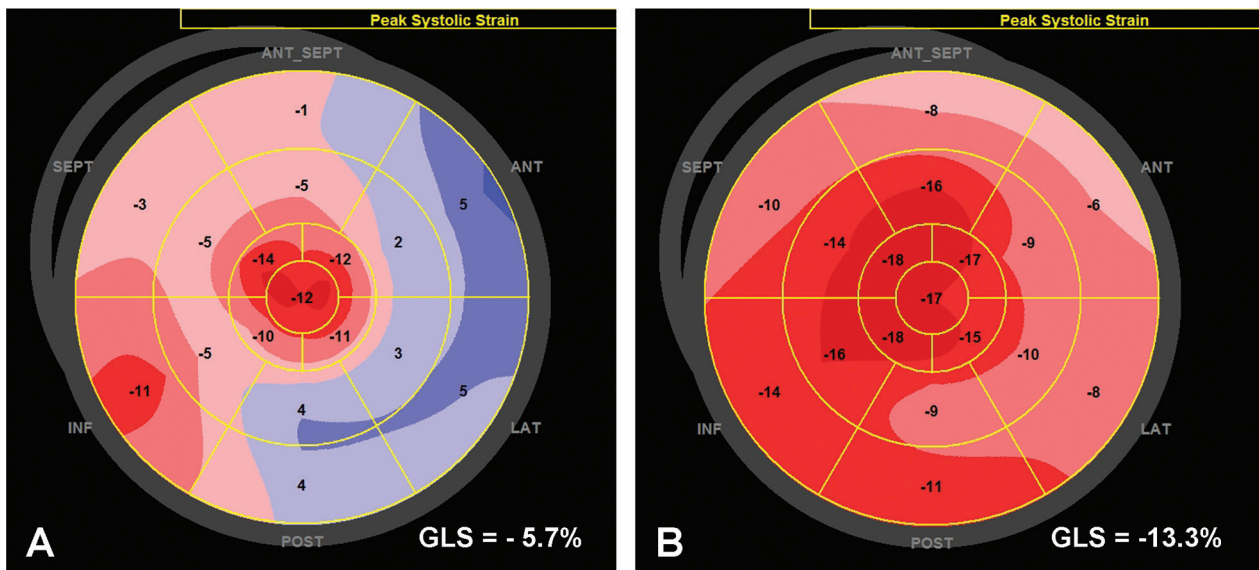 Peak Systolic Strain
ANT_SEPT
-1
SEPT
ANT
-5
-3
5
-5
2
-14
-12
-12
-10
-11
-5
3
-11
5
4
INF
LAT
4
A
POST
GLS = - 5.7%
Peak Systolic Strain
ANT_SEPT
-8
SEPT
ANT
-16
-10
-6
-14
-9
-18
-17
-17
-18
-15
-16
-10
-14
-8
-9
INF
LAT
-11
B
POST
GLS = -13.3%